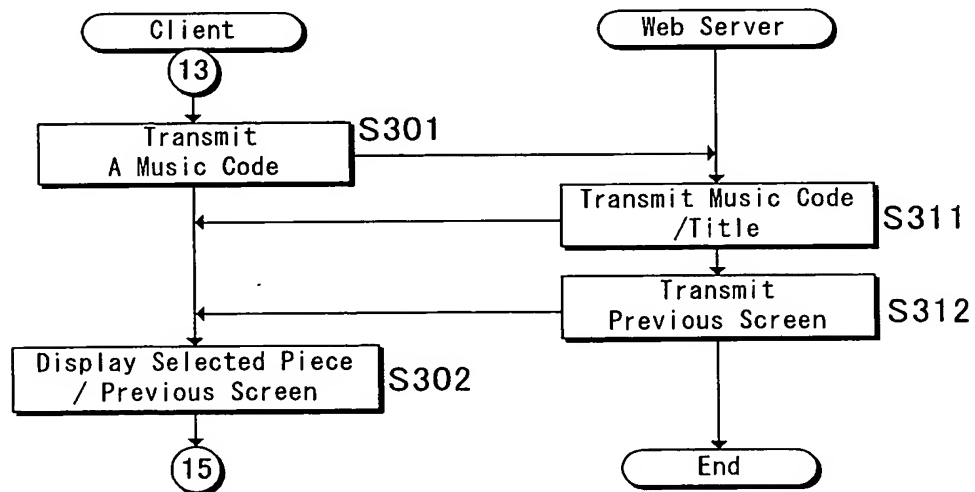 Client
Web Server
13
Transmit
A Music Code
S301
Transmit Music Code
/Title
S311
Transmit
Previous Screen
S312
Display Selected Piece
/ Previous Screen
S302
15
End